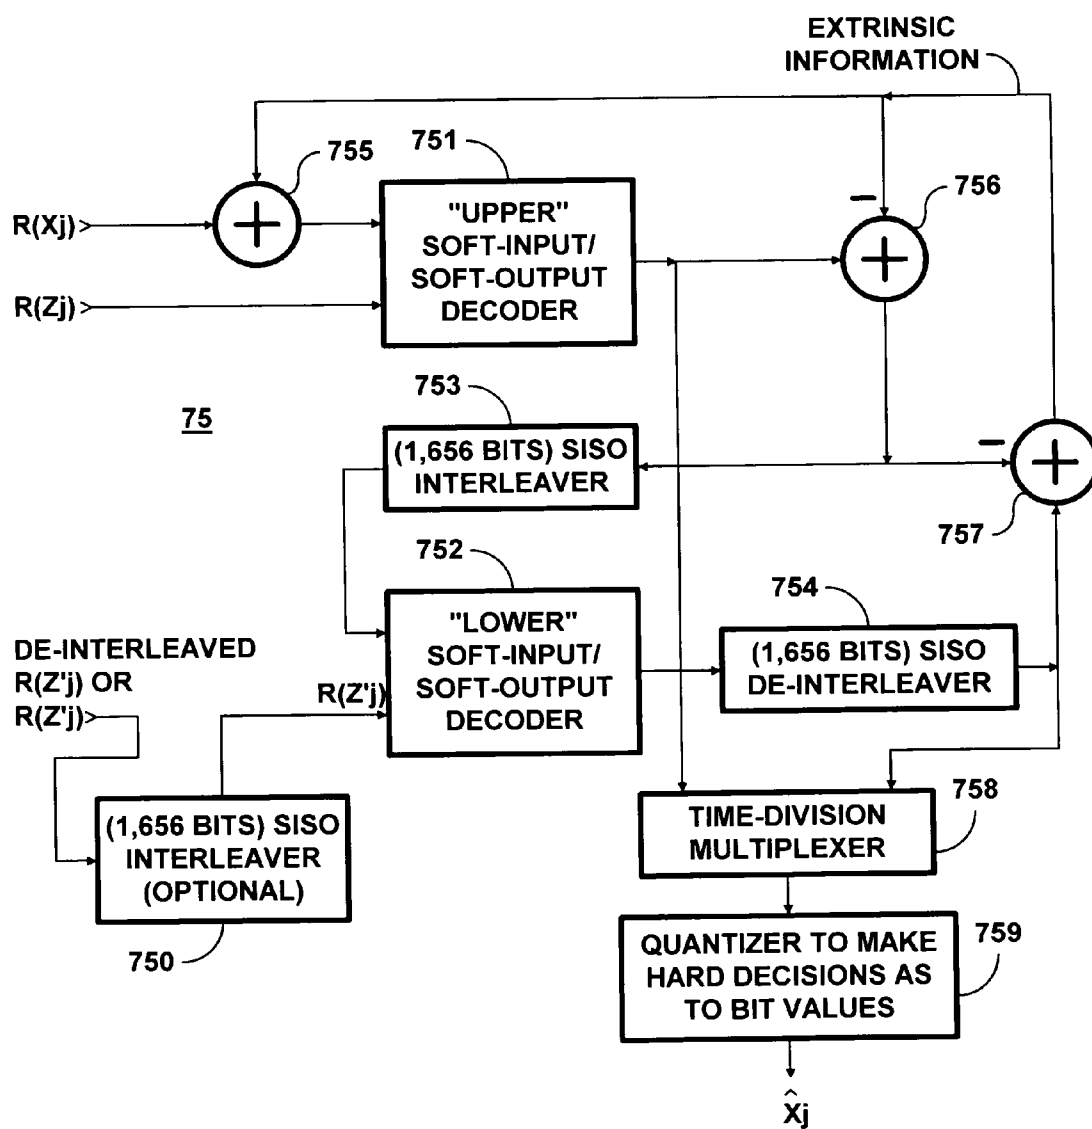 EXTRINSIC
INFORMATION
755
751
756
R(Xj)
+
"UPPER"
SOFT-INPUT/
SOFT-OUTPUT
DECODER
–
+
R(Zj)
753
75
(1,656 BITS) SISO
INTERLEAVER
–
+
757
752
754
"LOWER"
SOFT-INPUT/
SOFT-OUTPUT
DECODER
(1,656 BITS) SISO
DE-INTERLEAVER
DE-INTERLEAVED
R(Z'j) OR
R(Z'j)
R(Z'j)
758
TIME-DIVISION
MULTIPLEXER
(1,656 BITS) SISO
INTERLEAVER
(OPTIONAL)
750
759
QUANTIZER TO MAKE
HARD DECISIONS AS
TO BIT VALUES
X̂j